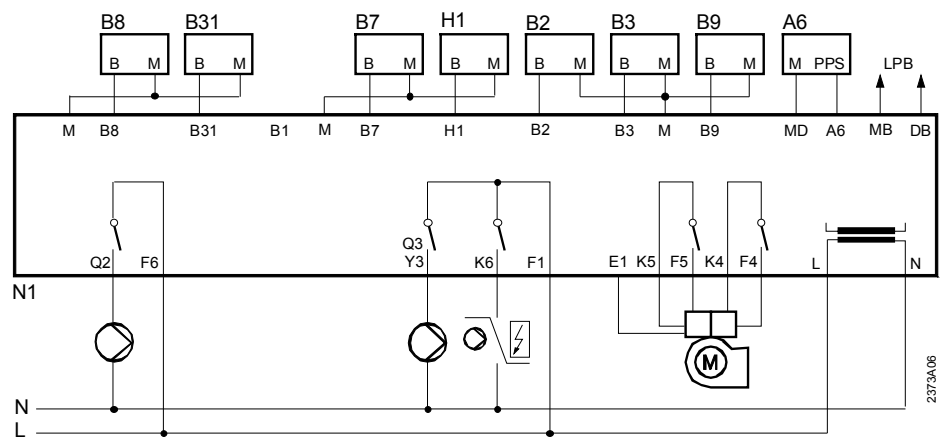 B8 B31 B7 H1 B2 B3 B9 A6
B M B M B M B M B M B M B M M PPS LPB
M B8 B31 B1 M B7 H1 B2 B3 M B9 MD A6 MB DB
Q3
Q2 F6 Y3 K6 F1 E1 K5 F5 K4 F4 L N
N1
M
2373A06
N
L